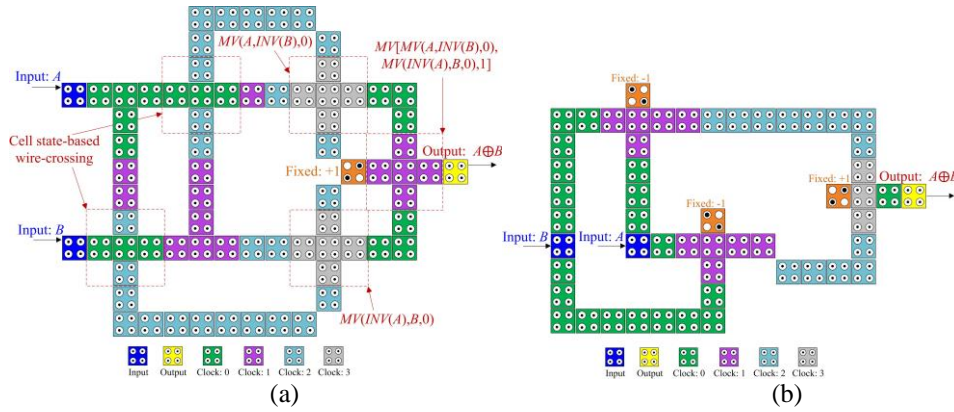 MV(A,INV(B),0)
MV[MV(A,INV(B),0),
MV(INV(A),B,0),1]
Input: A
Cell state-based
wire-crossing
Fixed: +1
Output: A⊕B
Input: B
MV(INV(A),B,0)
Input
Output
Clock: 0
Clock: 1
Clock: 2
Clock: 3
(a)
Fixed: -1
Fixed: +1
Output: A⊕B
Fixed: -1
Input: B
Input: A
Input
Output
Clock: 0
Clock: 1
Clock: 2
Clock: 3
(b)